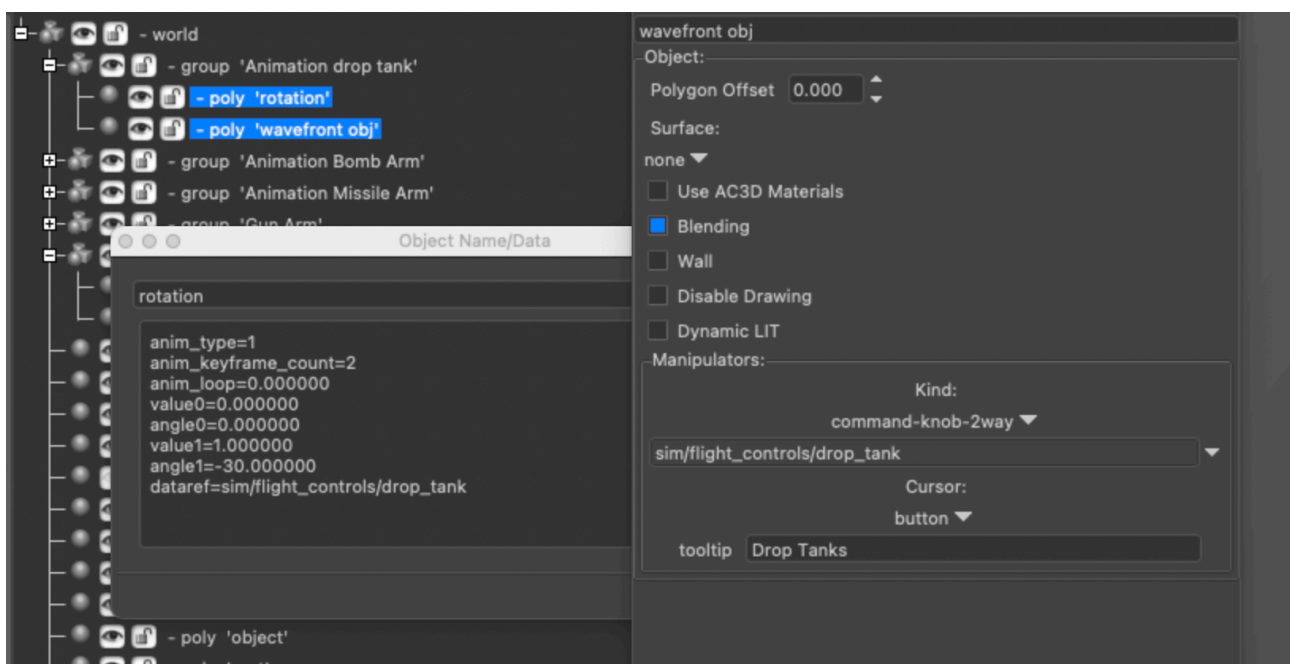 - world
- group 'Animation drop tank'
- poly 'rotation'
- poly 'wavefront obj'
- group 'Animation Bomb Arm'
- group 'Animation Missile Arm'
- group 'Gun Arm'
- poly 'object'
Object Name/Data
rotation
anim_type=1
anim_keyframe_count=2
anim_loop=0.000000
value0=0.000000
angle0=0.000000
value1=1.000000
angle1=-30.000000
dataref=sim/flight_controls/drop_tank
wavefront obj
Object:
Polygon Offset 0.000
Surface:
none
Use AC3D Materials
Blending
Wall
Disable Drawing
Dynamic LIT
Manipulators:
Kind:
command-knob-2way
sim/flight_controls/drop_tank
Cursor:
button
tooltip Drop Tanks